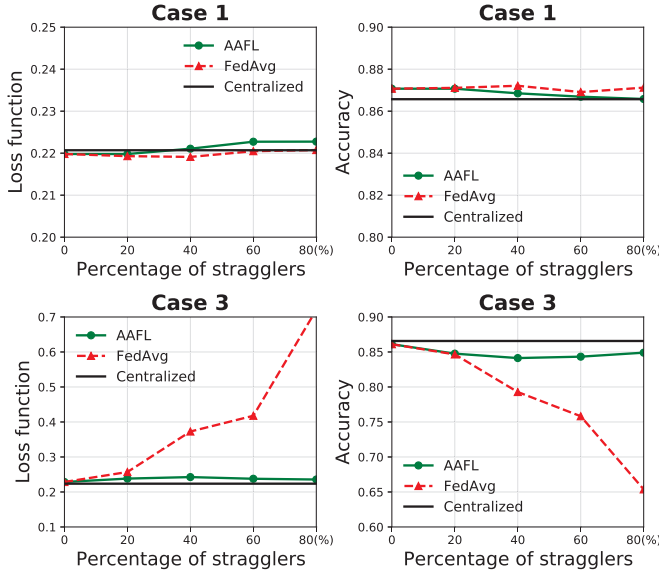 Case 1
0.25
0.24
0.23
0.22
0.21
0.20
Loss function
AAFL
FedAvg
Centralized
0
20
40
60
80(%)
Percentage of stragglers
Case 1
0.90
0.88
0.86
0.84
0.82
0.80
Accuracy
AAFL
FedAvg
Centralized
0
20
40
60
80(%)
Percentage of stragglers
Case 3
0.7
0.6
0.5
0.4
0.3
0.2
0.1
Loss function
AAFL
FedAvg
Centralized
0
20
40
60
80(%)
Percentage of stragglers
Case 3
0.90
0.85
0.80
0.75
0.70
0.65
0.60
Accuracy
AAFL
FedAvg
Centralized
0
20
40
60
80(%)
Percentage of stragglers